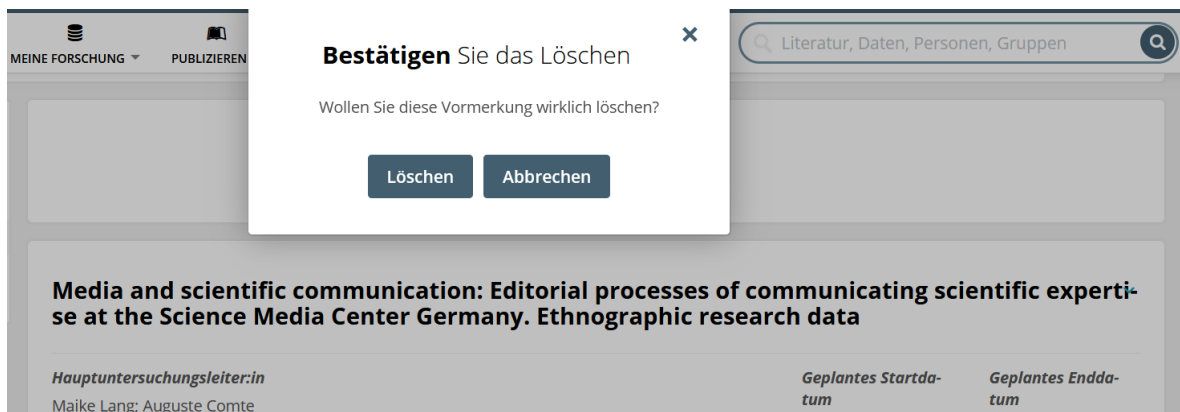 MEINE FORSCHUNG
PUBLIZIEREN
Bestätigen Sie das Löschen
Literatur, Daten, Personen, Gruppen
Wollen Sie diese Vormerkung wirklich löschen?
Löschen
Abbrechen
Media and scientific communication: Editorial processes of communicating scientific experti-
se at the Science Media Center Germany. Ethnographic research data
Hauptuntersuchungsleiter:in
Maike Lang; Auguste Comte
Geplantes Startda-
tum
Geplantes Endda-
tum